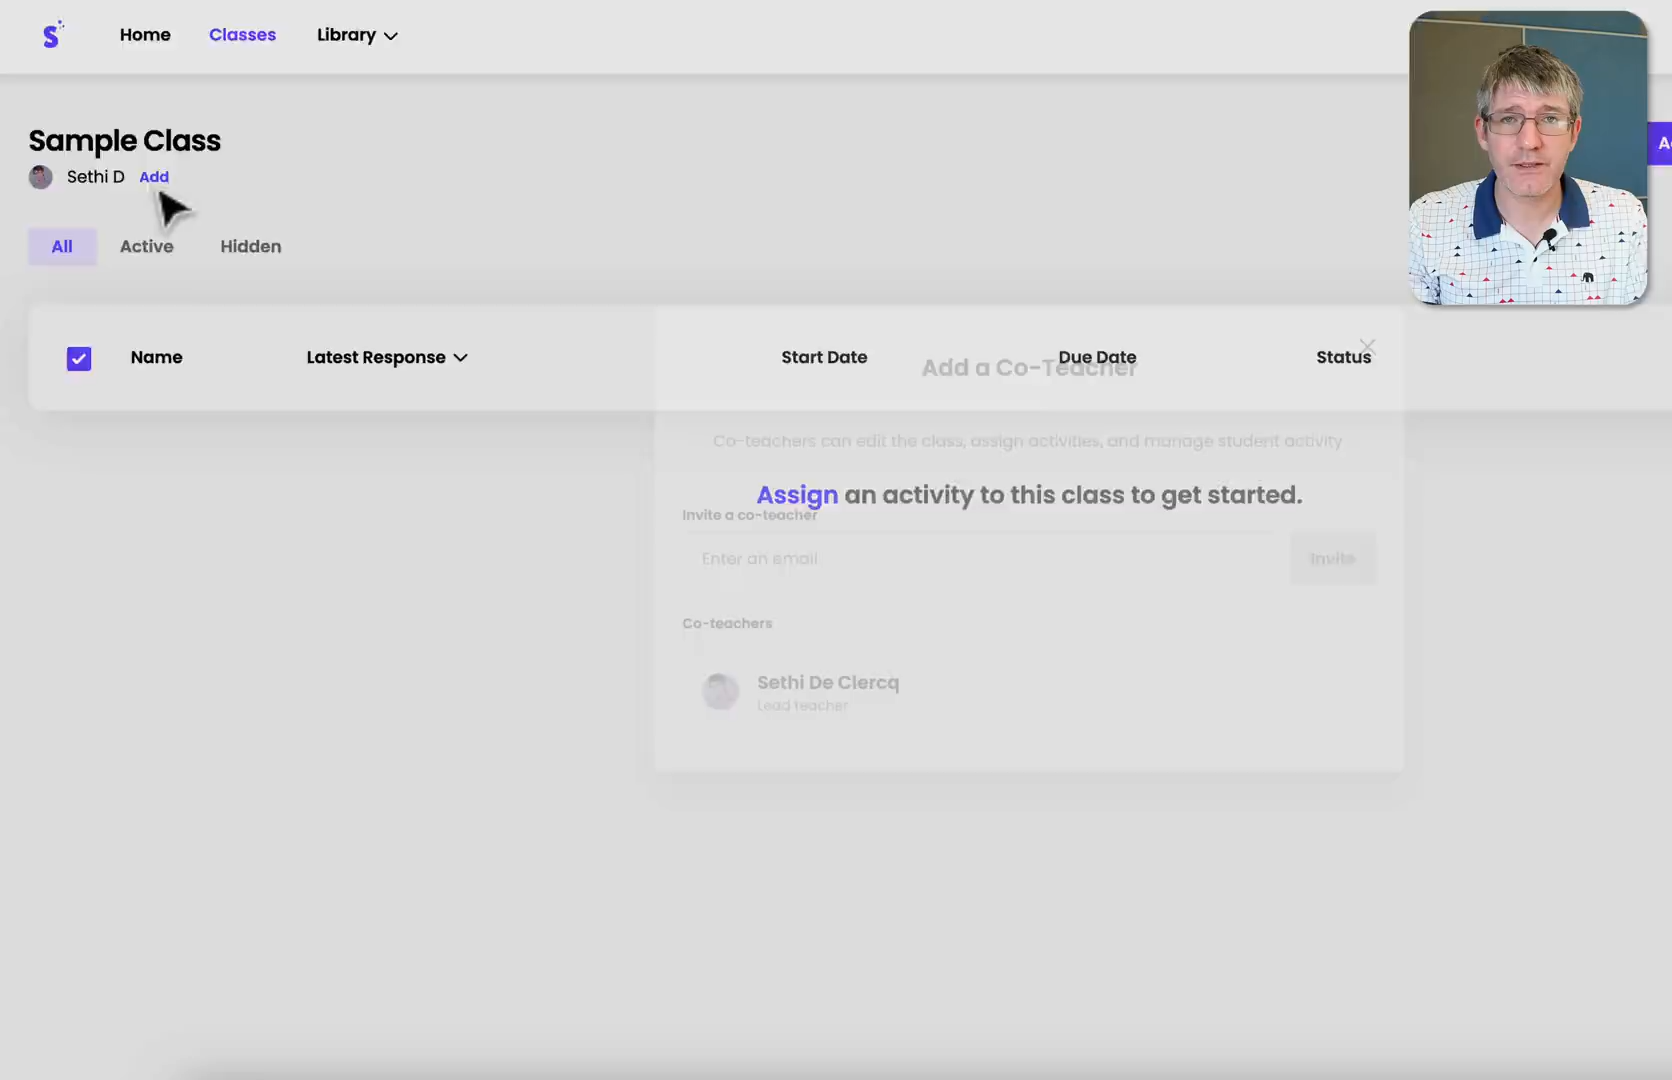 S
Home
Classes
Library
Sample Class
Sethi D
Add
All
Active
Hidden
Name
Latest Response
Start Date
Due Date
Status
Add a Co-Teacher
Co-teachers can edit the class, assign activities, and manage student activity
Assign an activity to this class to get started.
Invite a co-teacher
Enter an email
Invite
Co-teachers
Sethi De Clercq
Lead teacher